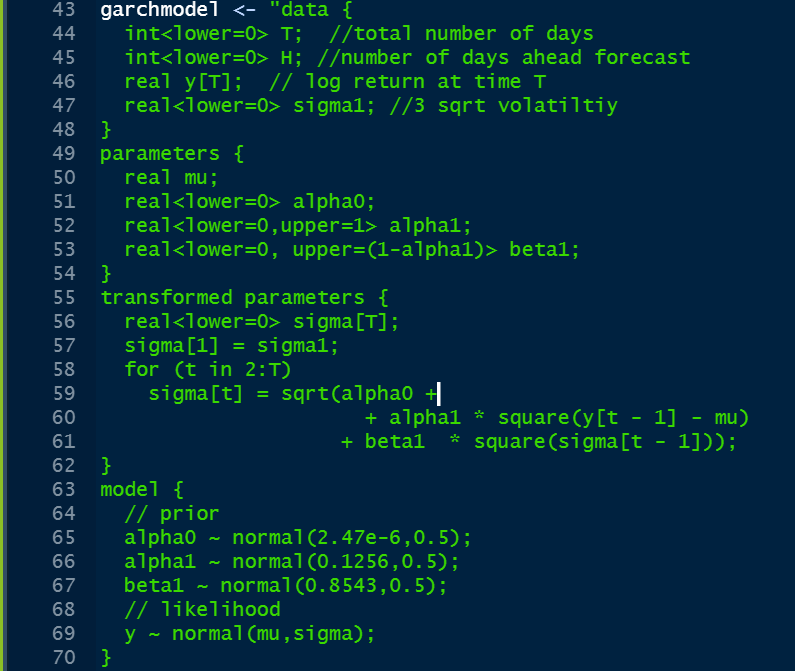 43 garchmodel <- "data {
44   int<lower=0> T;  //total number of days
45   int<lower=0> H; //number of days ahead forecast
46   real y[T];  // log return at time T
47   real<lower=0> sigma1; //3 sqrt volatiltiy
48 }
49 parameters {
50   real mu;
51   real<lower=0> alpha0;
52   real<lower=0,upper=1> alpha1;
53   real<lower=0, upper=(1-alpha1)> beta1;
54 }
55 transformed parameters {
56   real<lower=0> sigma[T];
57   sigma[1] = sigma1;
58   for (t in 2:T)
59     sigma[t] = sqrt(alpha0 +
60                       + alpha1 * square(y[t - 1] - mu)
61                     + beta1  * square(sigma[t - 1]));
62 }
63 model {
64   // prior
65   alpha0 ~ normal(2.47e-6,0.5);
66   alpha1 ~ normal(0.1256,0.5);
67   beta1 ~ normal(0.8543,0.5);
68   // likelihood
69   y ~ normal(mu,sigma);
70 }